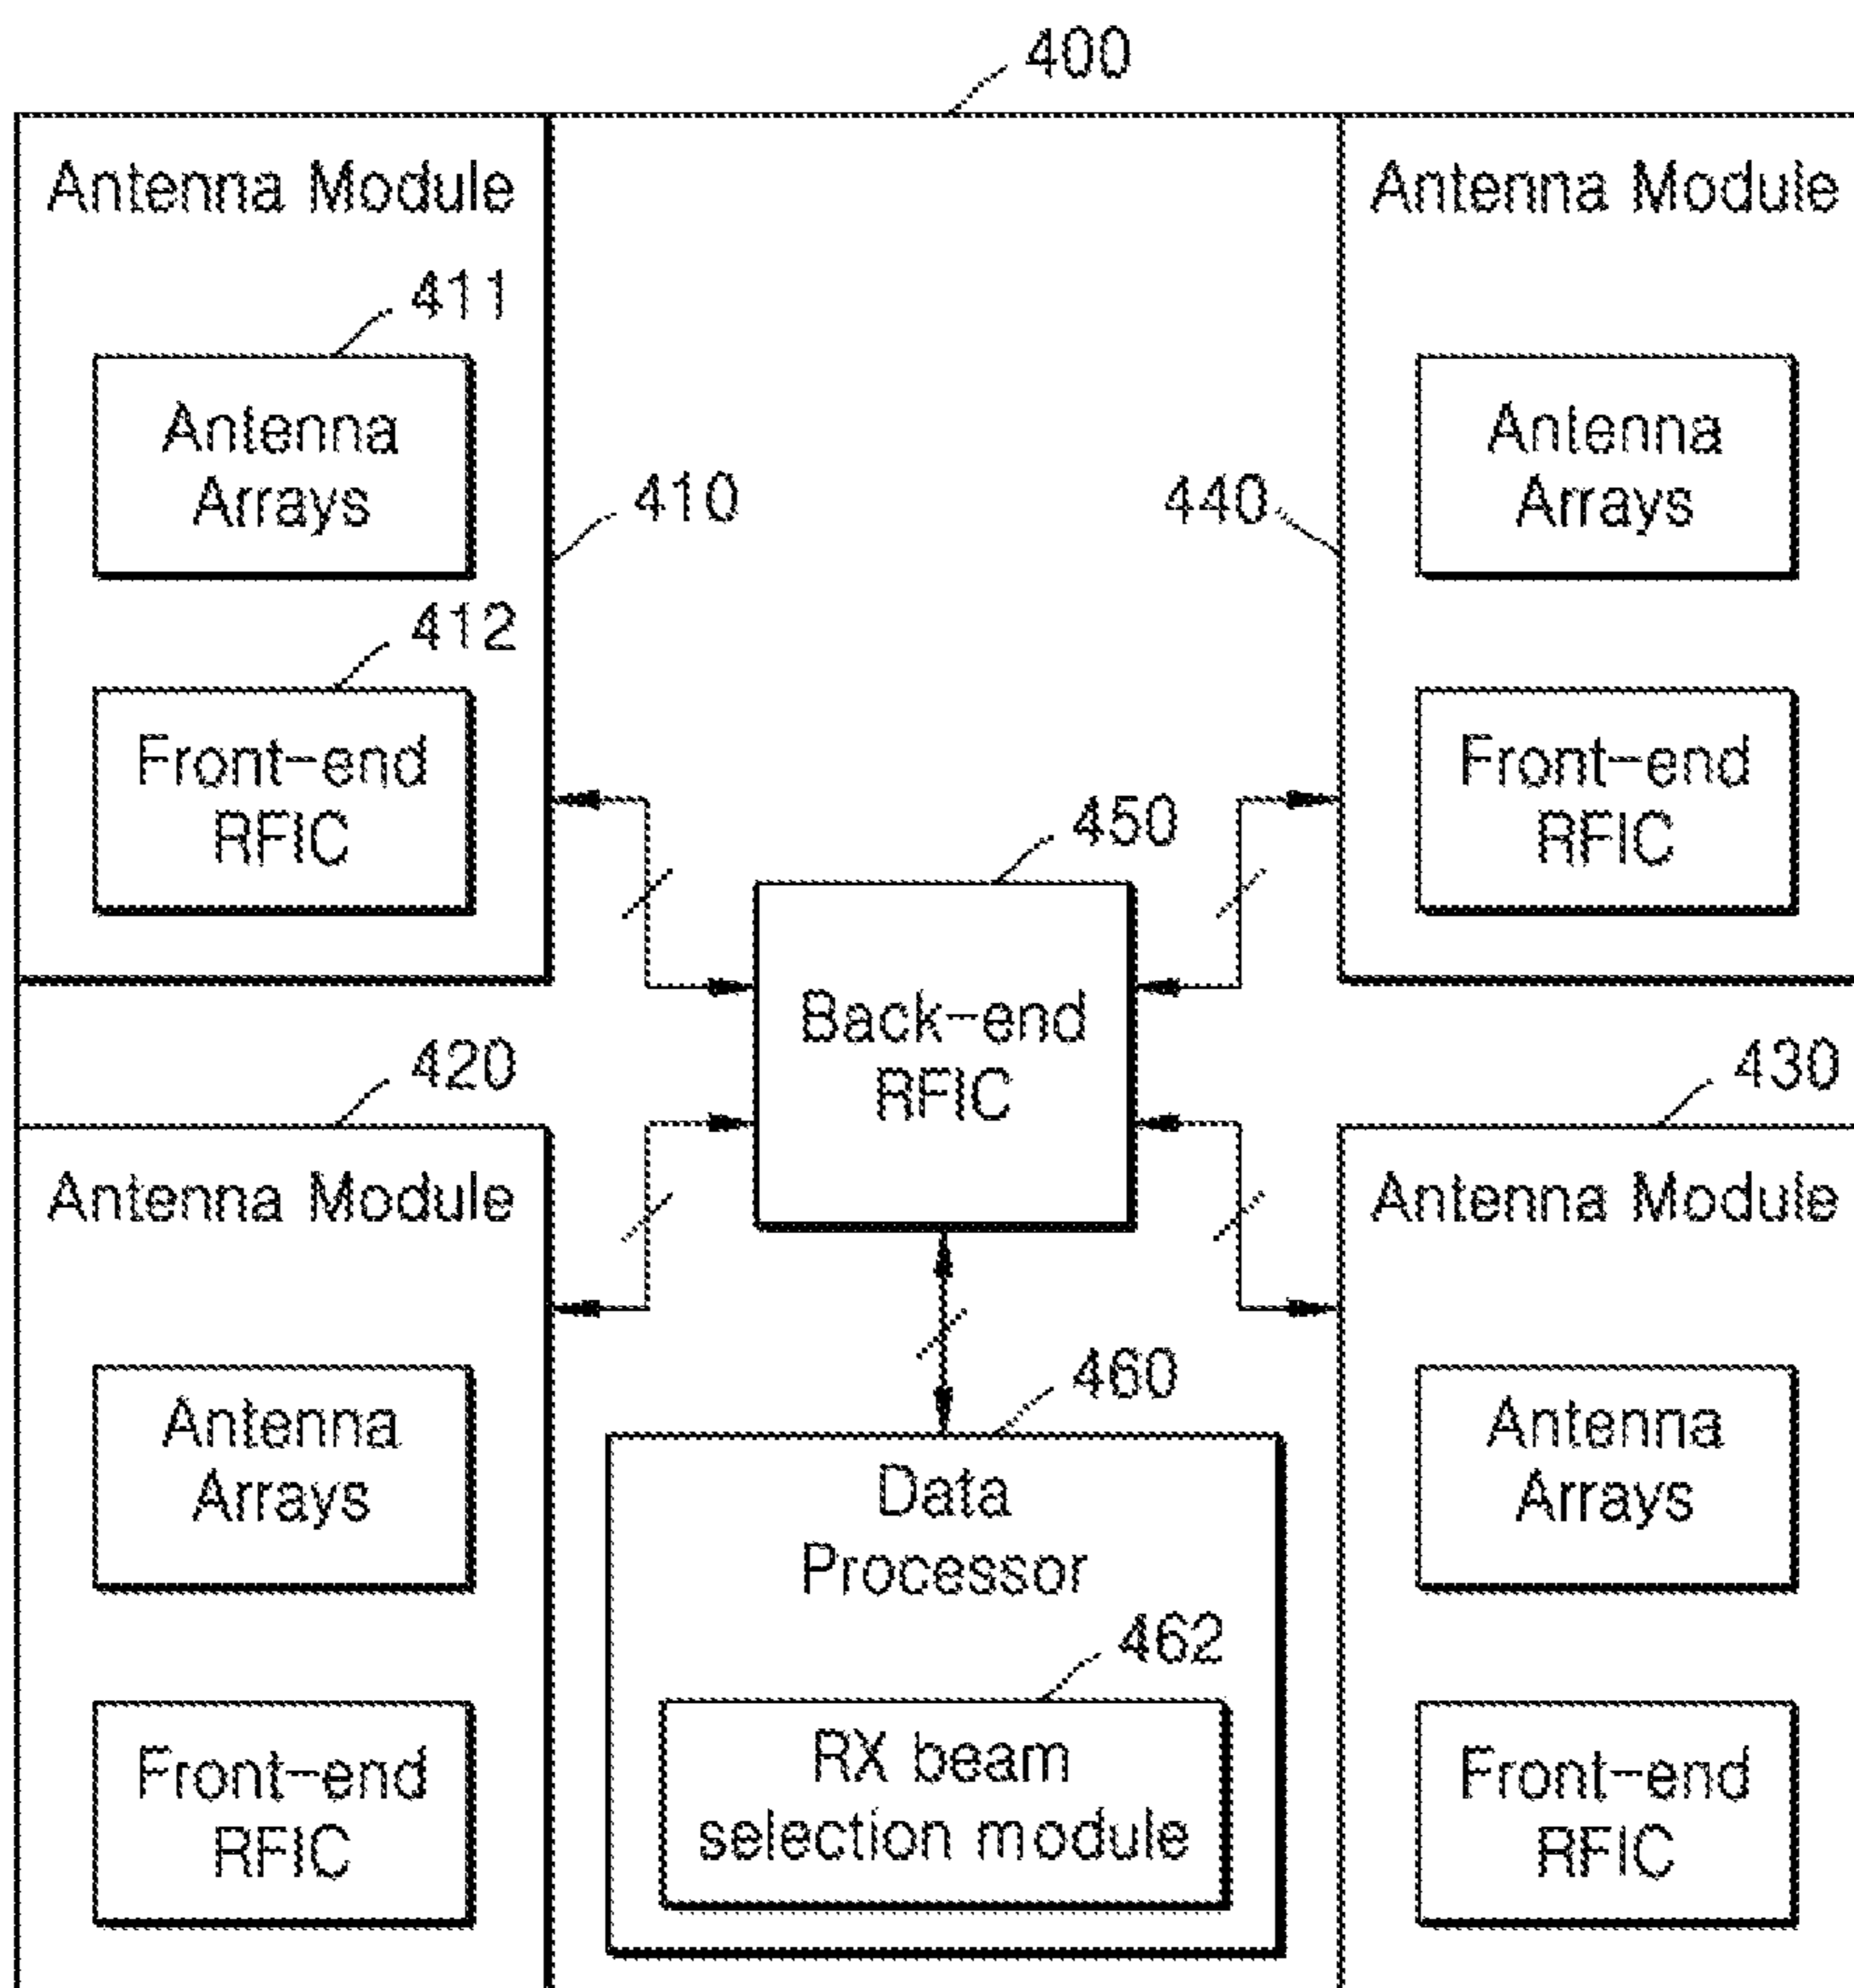 400
Antenna Module
411
Antenna
Arrays
410
412
Front-end
RFIC
Antenna Module
440
Antenna
Arrays
Front-end
RFIC
450
Back-end
RFIC
420
Antenna Module
Antenna
Arrays
Front-end
RFIC
460
Data
Processor
462
RX beam
selection module
430
Antenna Module
Antenna
Arrays
Front-end
RFIC